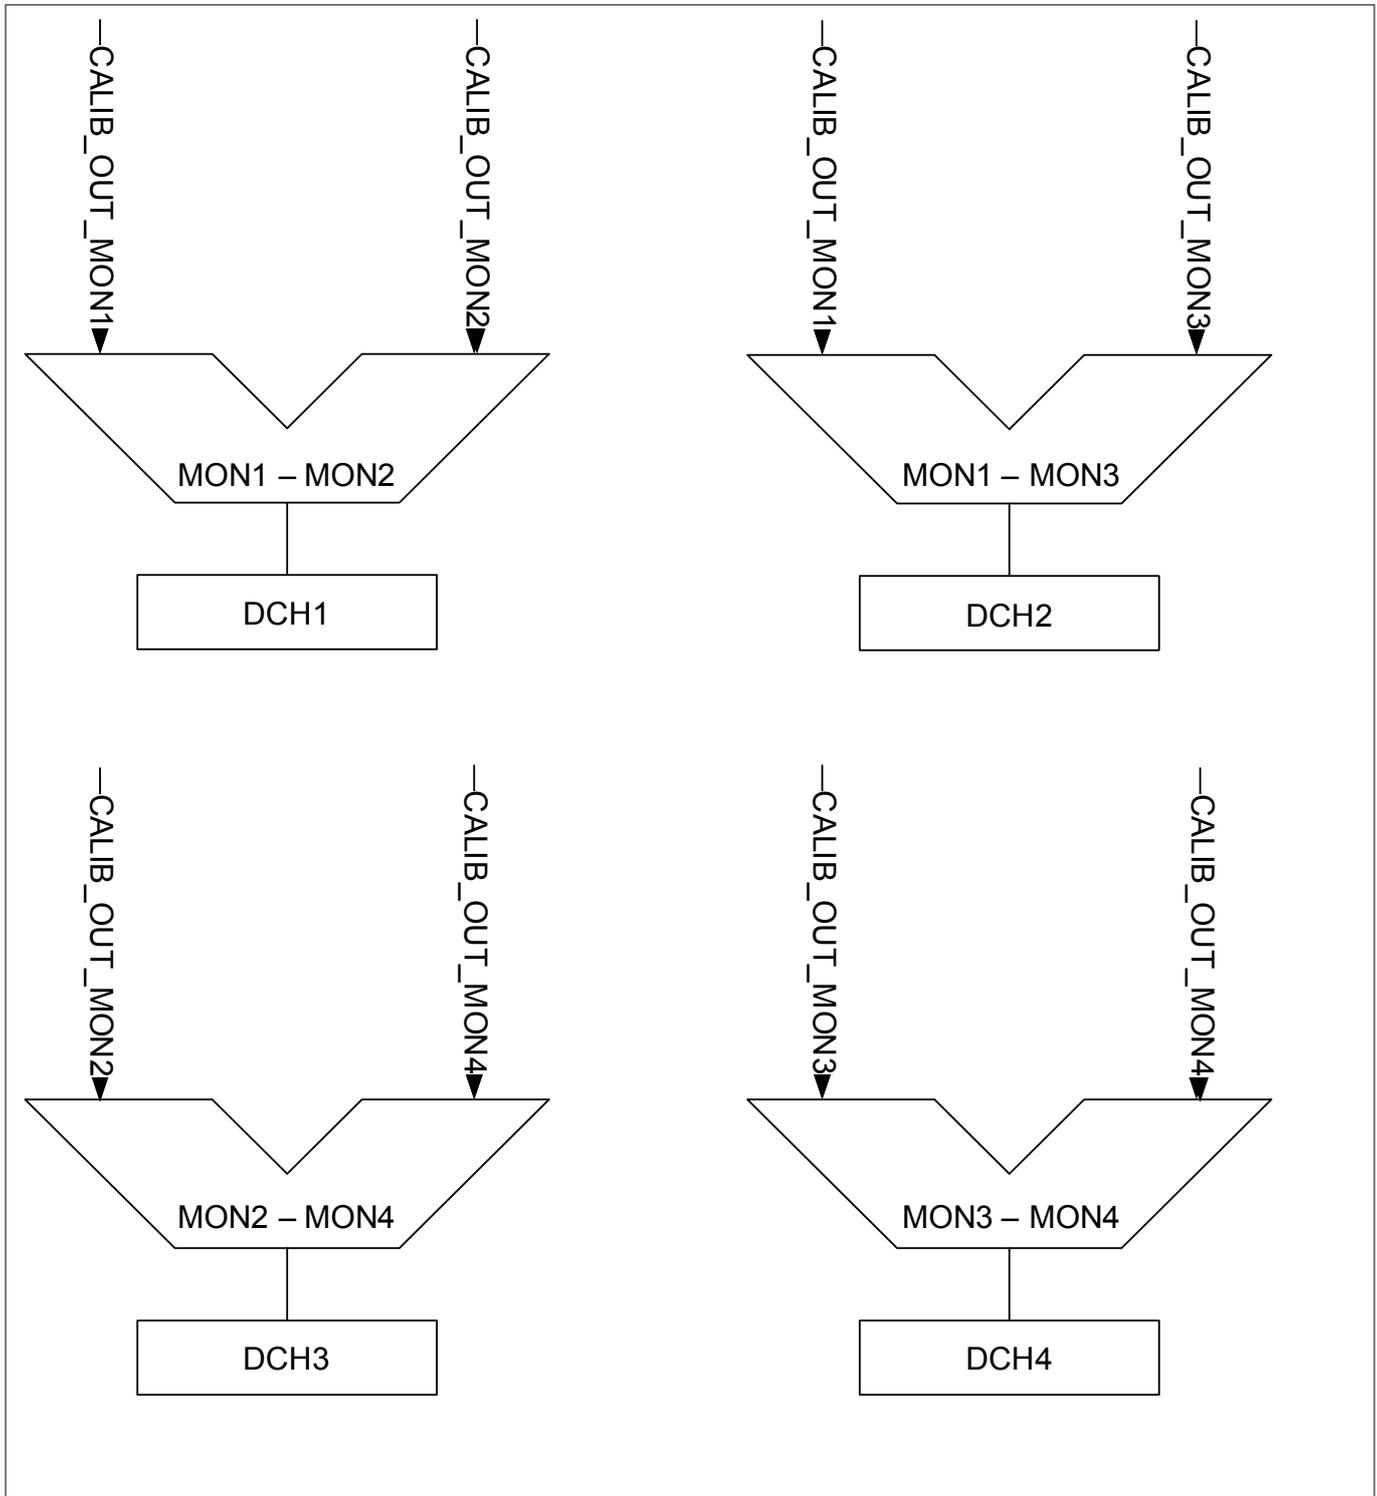 CALIB_OUT_MON1
CALIB_OUT_MON2
MON1 – MON2
DCH1
CALIB_OUT_MON1
CALIB_OUT_MON3
MON1 – MON3
DCH2
CALIB_OUT_MON2
CALIB_OUT_MON4
MON2 – MON4
DCH3
CALIB_OUT_MON3
CALIB_OUT_MON4
MON3 – MON4
DCH4